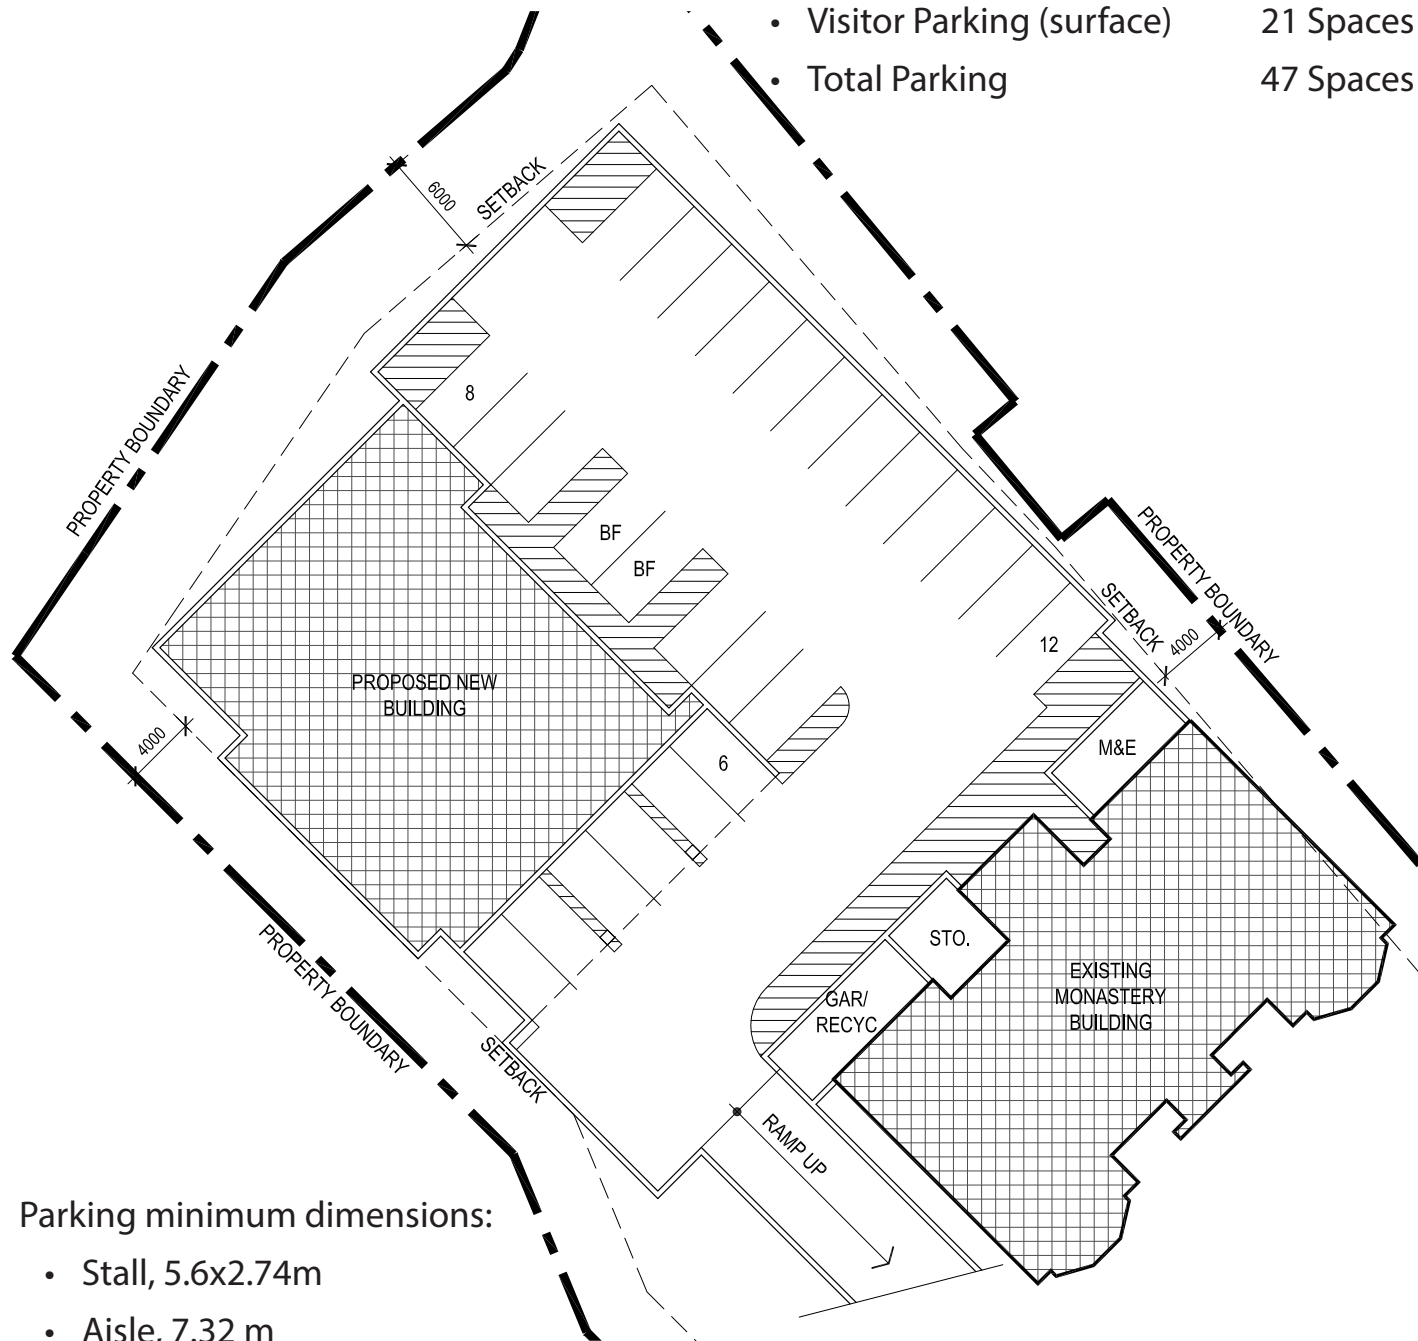 • Visitor Parking (surface) 21 Spaces
• Total Parking 47 Spaces
6000
SETBACK
PROPERTY BOUNDARY
8
BF
BF
PROPERTY BOUNDARY
SETBACK
4000
12
PROPOSED NEW
BUILDING
4000
6
M&E
PROPERTY BOUNDARY
STO.
EXISTING
MONASTERY
BUILDING
GAR/
RECYC
SETBACK
RAMP UP
Parking minimum dimensions:
• Stall, 5.6x2.74m
• Aisle, 7.32 m